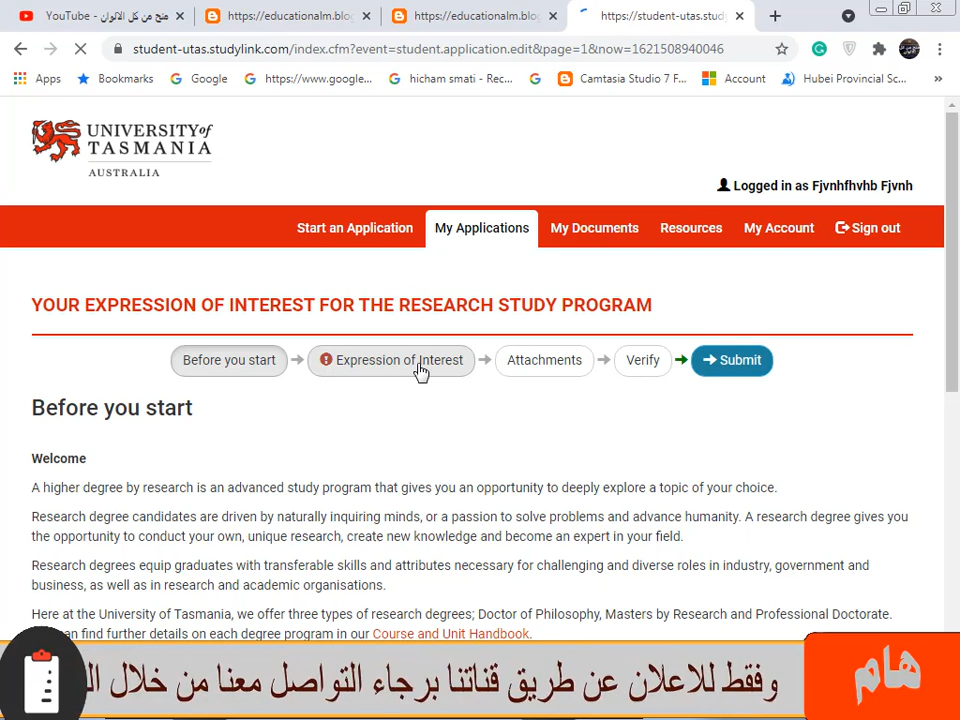 YouTube - منح من كل الالوان
https://educationalm.blog
https://educationalm.blog
https://student-utas.stud
student-utas.studylink.com/index.cfm?event=student.application.edit&page=1&now=1621508940046
Apps
Bookmarks
Google
https://www.google...
hicham smati - Rec...
Camtasia Studio 7 F...
Account
Hubei Provincial Sc...
»
UNIVERSITY of
TASMANIA
AUSTRALIA
Logged in as Fjvnhfhvhb Fjvnh
Start an Application
My Applications
My Documents
Resources
My Account
Sign out
YOUR EXPRESSION OF INTEREST FOR THE RESEARCH STUDY PROGRAM
Before you start
Expression of Interest
Attachments
Verify
Submit
Before you start
Welcome
A higher degree by research is an advanced study program that gives you an opportunity to deeply explore a topic of your choice.
Research degree candidates are driven by naturally inquiring minds, or a passion to solve problems and advance humanity. A research degree gives you
the opportunity to conduct your own, unique research, create new knowledge and become an expert in your field.
Research degrees equip graduates with transferable skills and attributes necessary for challenging and diverse roles in industry, government and
business, as well as in research and academic organisations.
Here at the University of Tasmania, we offer three types of research degrees; Doctor of Philosophy, Masters by Research and Professional Doctorate.
an find further details on each degree program in our Course and Unit Handbook.
هام
وفقط للاعلان عن طريق قناتنا برجاء التواصل معنا من خلال ال